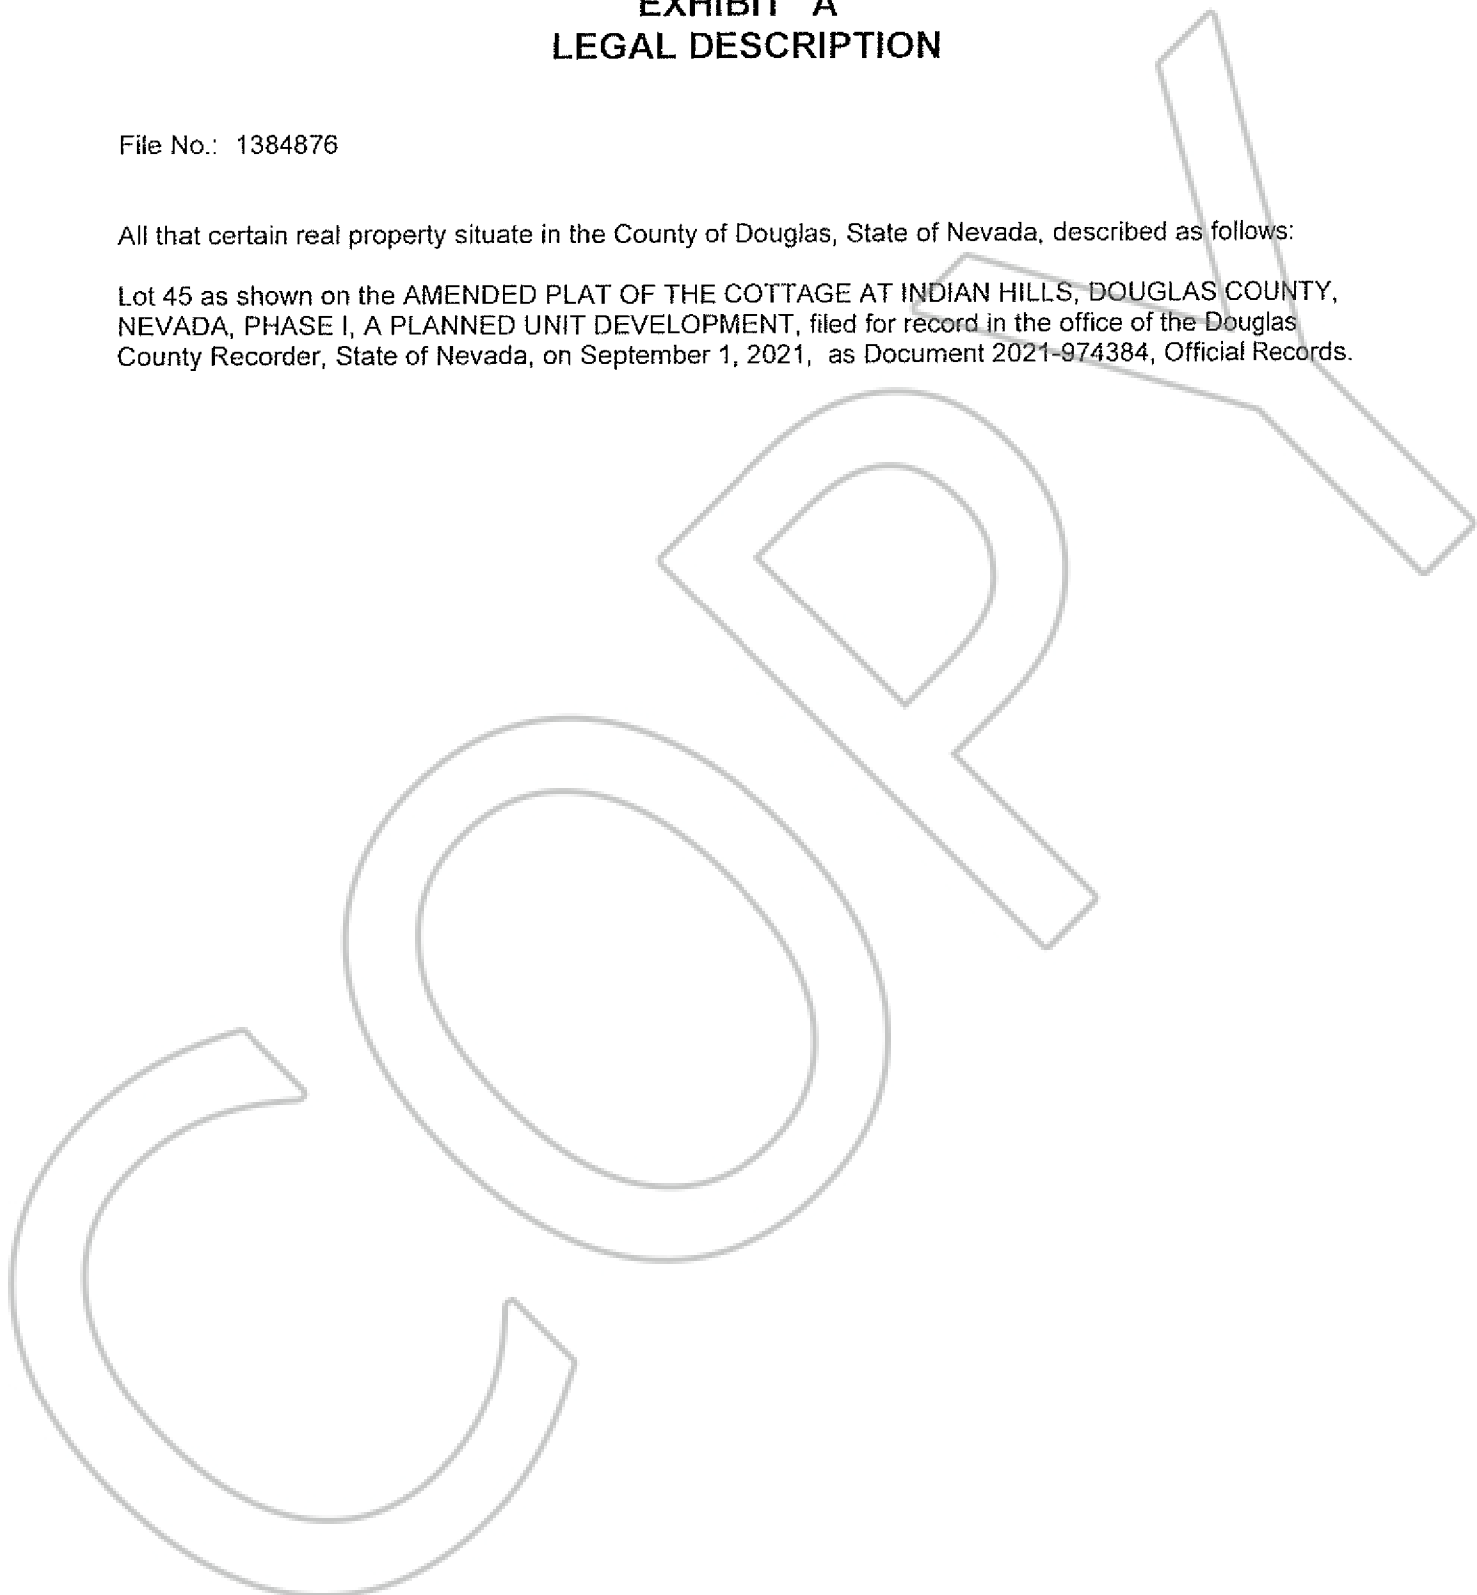 EXHIBIT A
LEGAL DESCRIPTION
File No.: 1384876
All that certain real property situate in the County of Douglas, State of Nevada, described as follows:
Lot 45 as shown on the AMENDED PLAT OF THE COTTAGE AT INDIAN HILLS, DOUGLAS COUNTY,
NEVADA, PHASE I, A PLANNED UNIT DEVELOPMENT, filed for record in the office of the Douglas
County Recorder, State of Nevada, on September 1, 2021, as Document 2021-974384, Official Records.
COPY